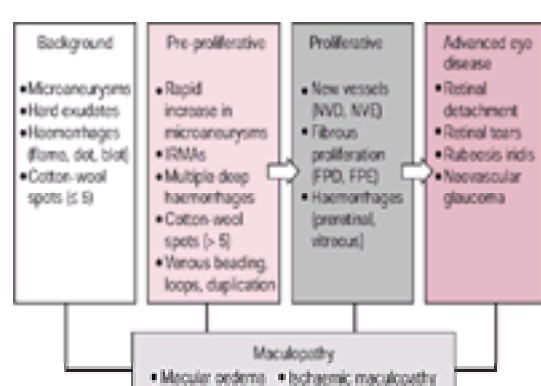 Background
•Microaneurysms
•Hard exudates
•Haemorrhages
(flame, dot, blot)
•Cotton-wool
spots (≤ 5)
Pre-proliferative
•Rapid
increase in
microaneurysms
•IRMAs
•Multiple deep
haemorrhages
•Cotton-wool
spots (> 5)
•Venous beading,
loops, duplication
Proliferative
•New vessels
(NVD, NVE)
•Fibrous
proliferation
(FPD, FPE)
•Haemorrhages
(preretinal,
vitreous)
Advanced eye
disease
•Retinal
detachment
•Retinal tears
•Rubeosis iridis
•Neovascular
glaucoma
Maculopathy
•Macular oedema •Ischaemic maculopathy